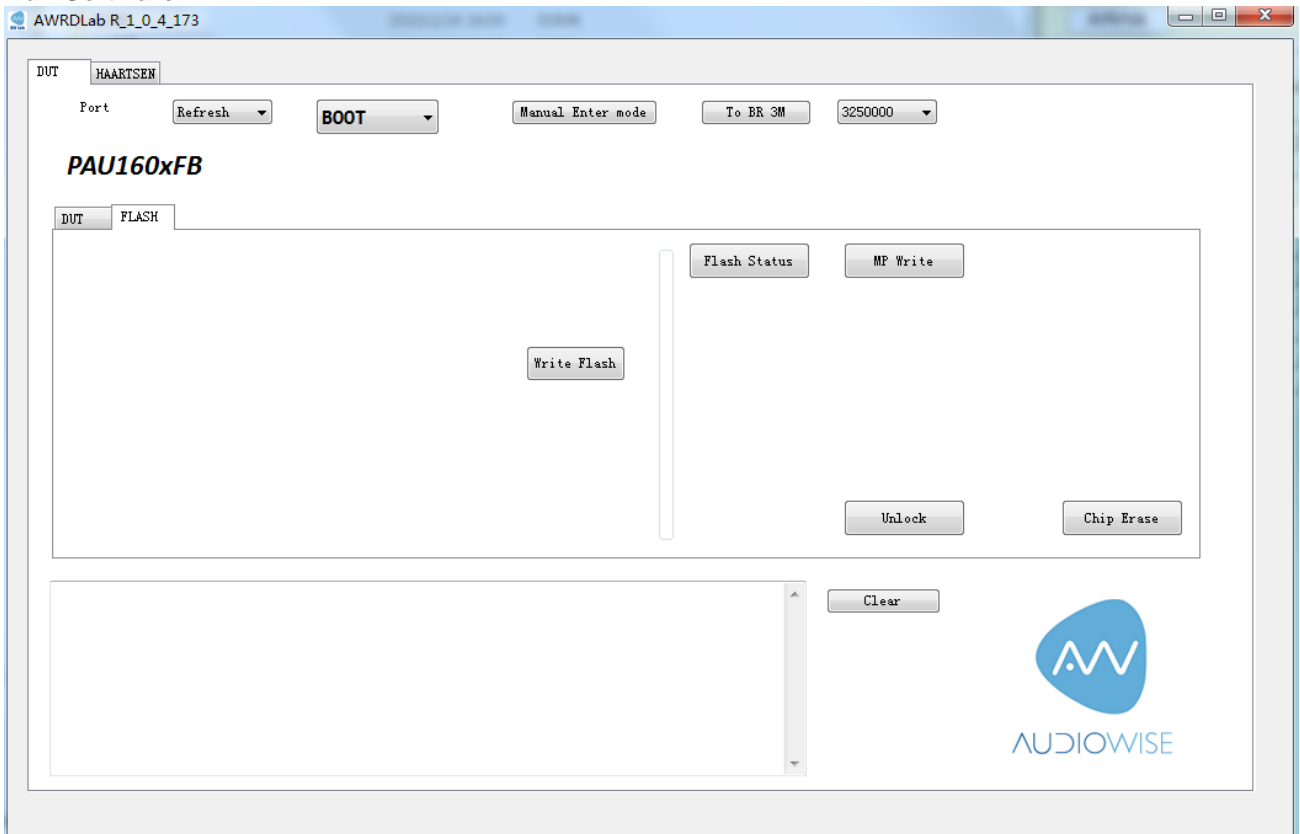 AWRDLab R_1_0_4_173
DUT HAARTSEN
Port Refresh BOOT Manual Enter mode To BR 3M 3250000
PAU160xFB
DUT FLASH
Flash Status MP Write
Write Flash
Unlock Chip Erase
Clear
AW
AUDIOWISE